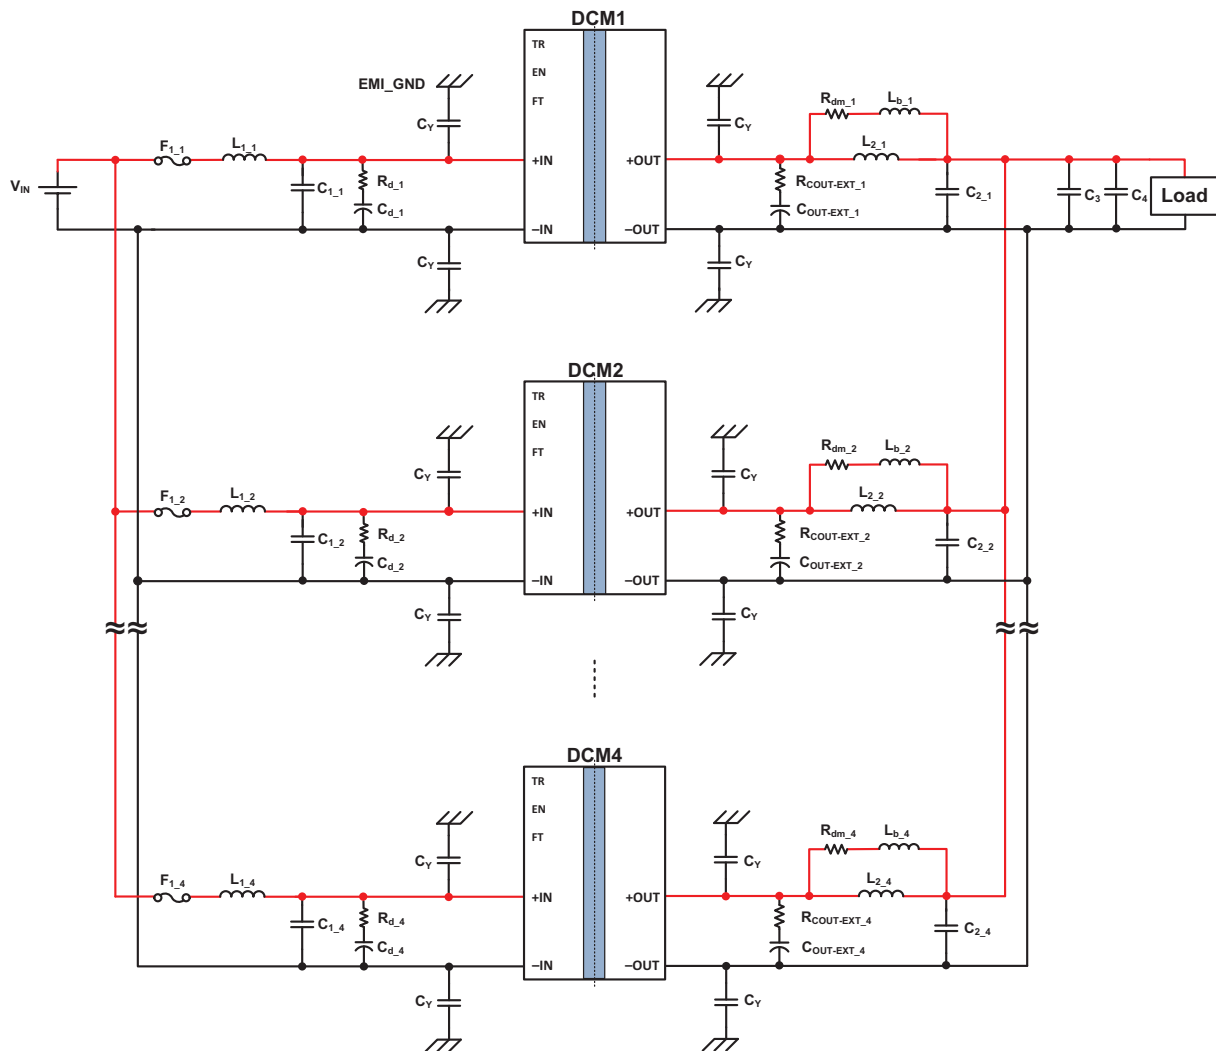 DCM1
TR
EN
FT
EMI_GND
CY
CY
Rdm_1
Lb_1
F1_1
L1_1
L2_1
+IN
+OUT
VIN
C1_1
Rd_1
Cd_1
RCOUT-EXT_1
COUT-EXT_1
C2_1
C3
C4
Load
–IN
–OUT
CY
CY
DCM2
TR
EN
FT
CY
CY
Rdm_2
Lb_2
F1_2
L1_2
L2_2
+IN
+OUT
C1_2
Rd_2
Cd_2
RCOUT-EXT_2
COUT-EXT_2
C2_2
–IN
–OUT
CY
CY
DCM4
TR
EN
FT
CY
CY
Rdm_4
Lb_4
F1_4
L1_4
L2_4
+IN
+OUT
C1_4
Rd_4
Cd_4
RCOUT-EXT_4
COUT-EXT_4
C2_4
–IN
–OUT
CY
CY